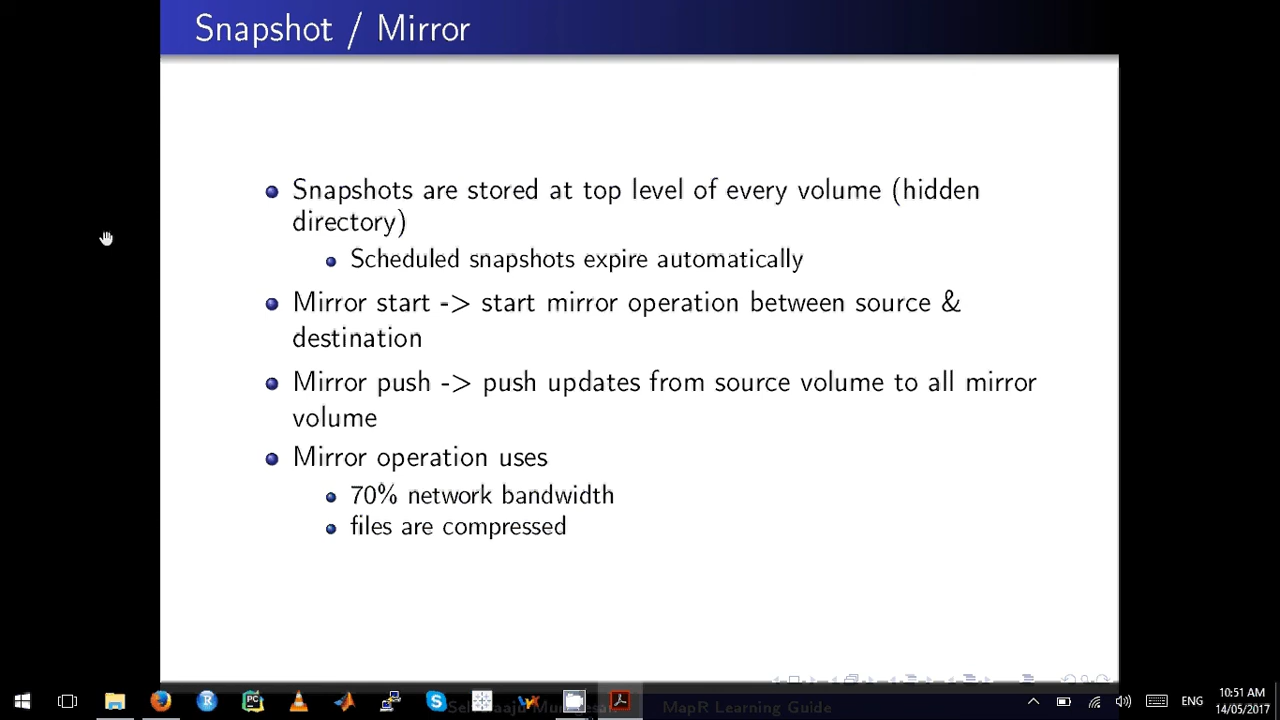 Snapshot / Mirror
Snapshots are stored at top level of every volume (hidden
directory)
Scheduled snapshots expire automatically
Mirror start -> start mirror operation between source &
destination
Mirror push -> push updates from source volume to all mirror
volume
Mirror operation uses
70% network bandwidth
files are compressed
MapR Learning Guide
ENG
10:51 AM
14/05/2017